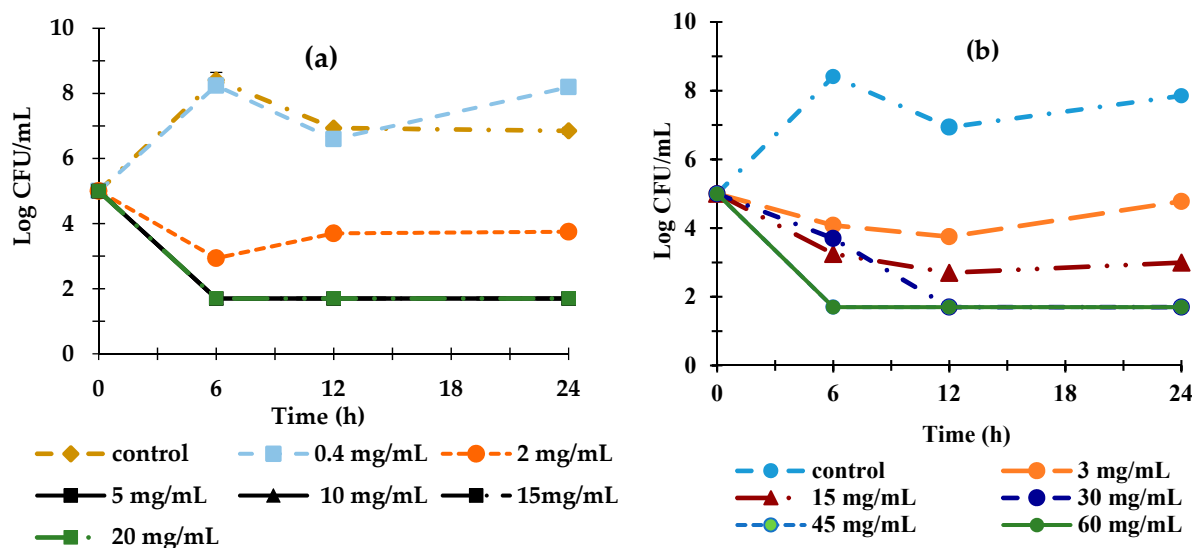 (a)
Log CFU/mL
10
8
6
4
2
0
0 6 12 18 24
Time (h)
control 0.4 mg/mL 2 mg/mL
5 mg/mL 10 mg/mL 15mg/mL
20 mg/mL
(b)
Log CFU/mL
10
8
6
4
2
0
0 6 12 18 24
Time (h)
control 3 mg/mL
15 mg/mL 30 mg/mL
45 mg/mL 60 mg/mL